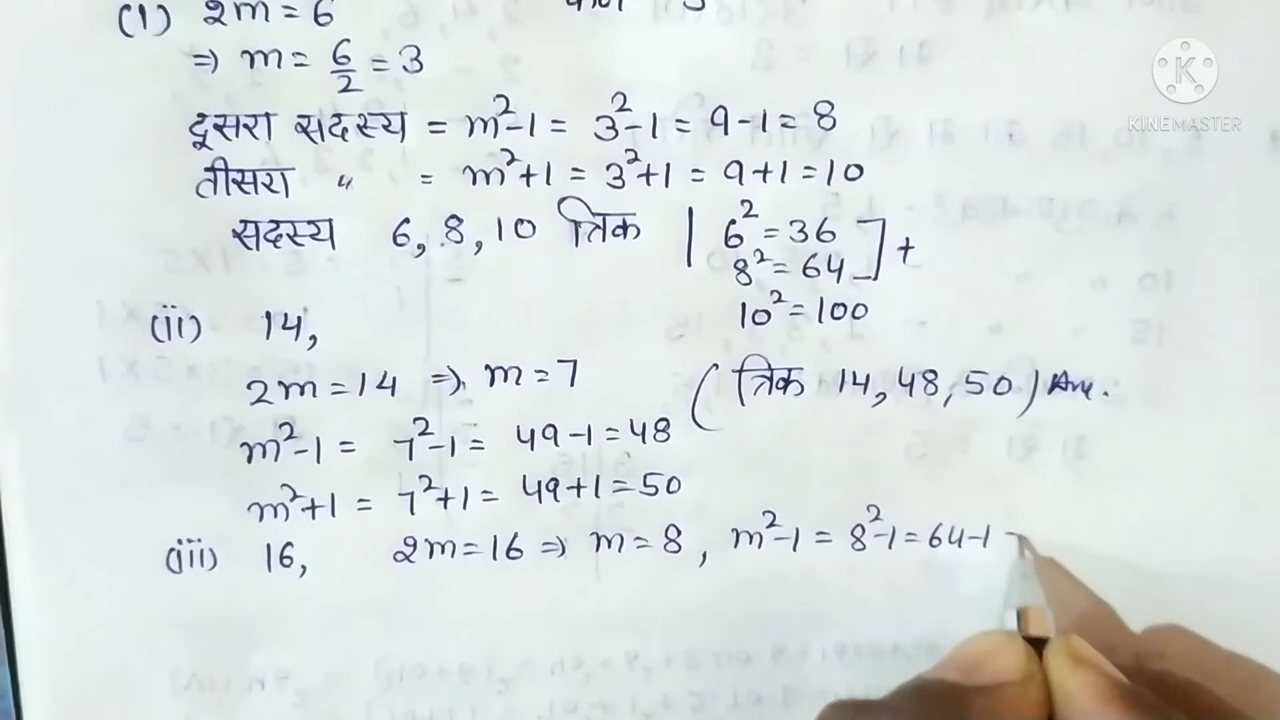 (1) 2m = 6
⇒ m = 6/2 = 3
दूसरा सदस्य = m²-1 = 3²-1 = 9-1 = 8
तीसरा " = m²+1 = 3²+1 = 9+1 = 10
सदस्य 6, 8, 10 त्रिक | 6² = 36
8² = 64 ] +
10² = 100
(ii) 14,
2m = 14 ⇒ m = 7
(त्रिक 14, 48, 50) Ans.
m²-1 = 7²-1 = 49-1 = 48
m²+1 = 7²+1 = 49+1 = 50
(iii) 16, 2m = 16 ⇒ m = 8, m²-1 = 8²-1 = 64-1 =
K
KINEMASTER